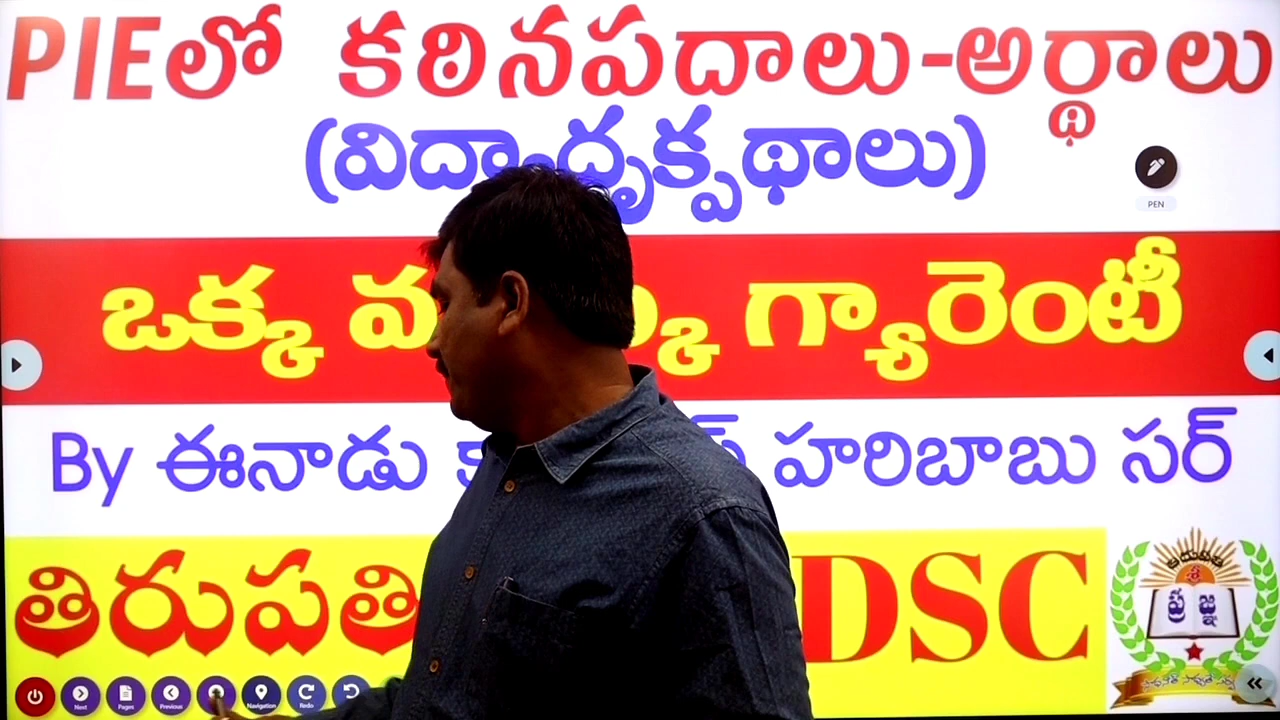 PIEలో కఠినపదాలు-అర్థాలు
(విద్యాదృక్పథాలు)
PEN
ఒక్క గ్యారెంటీ
By ఈనాడు హరిబాబు సర్
తిరుపతి DSC
Next Pages Previous Navigation Redo